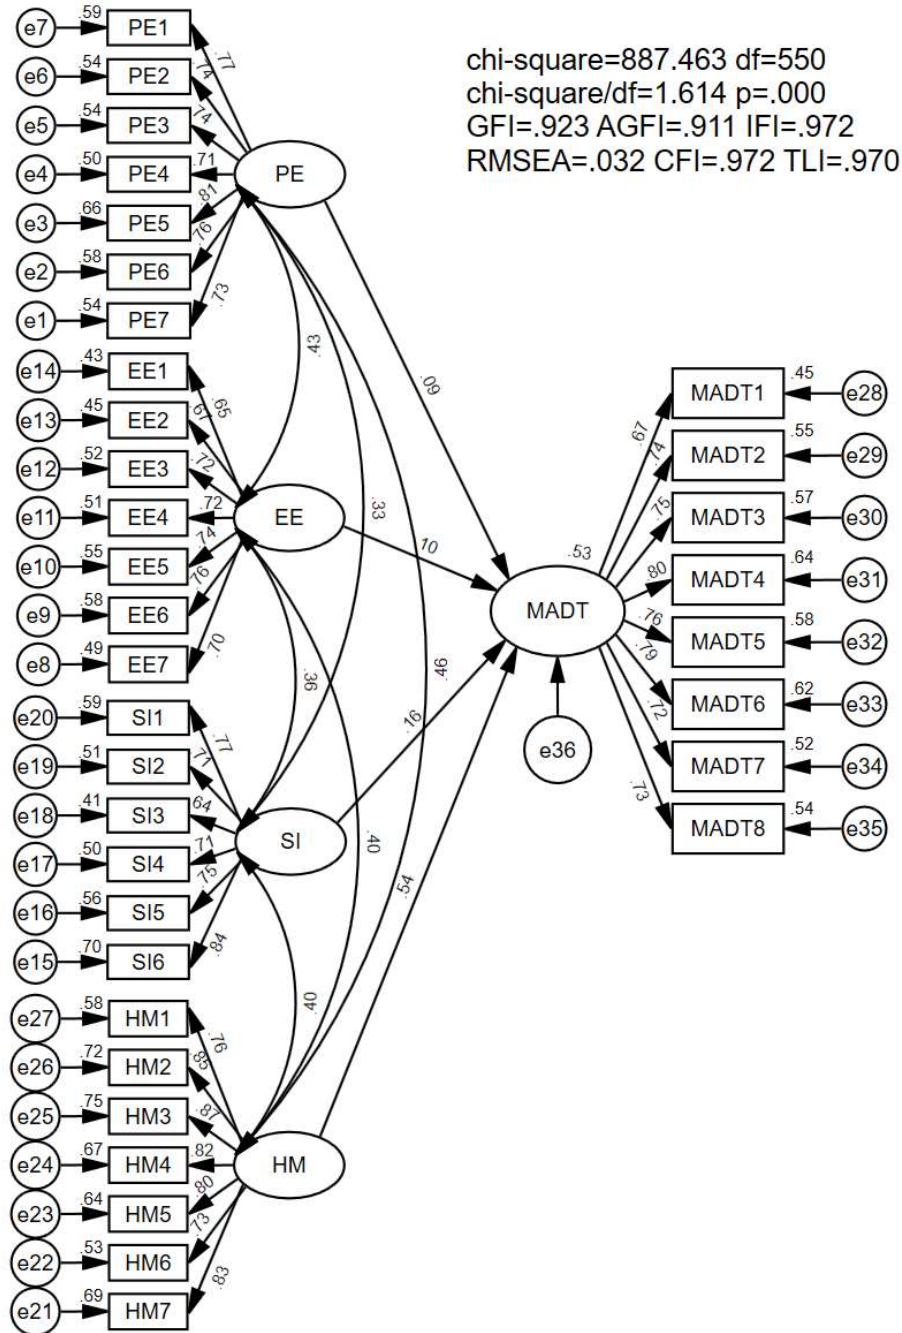 chi-square=887.463 df=550
chi-square/df=1.614 p=.000
GFI=.923 AGFI=.911 IFI=.972
RMSEA=.032 CFI=.972 TLI=.970
e7 .59 PE1 .77
e6 .54 PE2 .74
e5 .54 PE3 .74
e4 .50 PE4 .71
PE
e3 .66 PE5 .81
e2 .58 PE6 .76
e1 .54 PE7 .73
.43
.09
e14 .43 EE1 .65
e13 .45 EE2 .67
e12 .52 EE3 .72
e11 .51 EE4 .72
EE
.33
.10
e10 .55 EE5 .74
e9 .58 EE6 .76
e8 .49 EE7 .70
.36
.46
.16
e20 .59 SI1 .77
e19 .51 SI2 .71
e18 .41 SI3 .64
SI
e17 .50 SI4 .71
e16 .56 SI5 .75
e15 .70 SI6 .84
.40
.54
.40
e27 .58 HM1 .76
e26 .72 HM2 .85
e25 .75 HM3 .87
e24 .67 HM4 .82
HM
e23 .64 HM5 .80
e22 .53 HM6 .73
e21 .69 HM7 .83
.53
MADT
e36
.67 MADT1 .45 e28
.74 MADT2 .55 e29
.75 MADT3 .57 e30
.80 MADT4 .64 e31
.76 MADT5 .58 e32
.79 MADT6 .62 e33
.72 MADT7 .52 e34
.73 MADT8 .54 e35